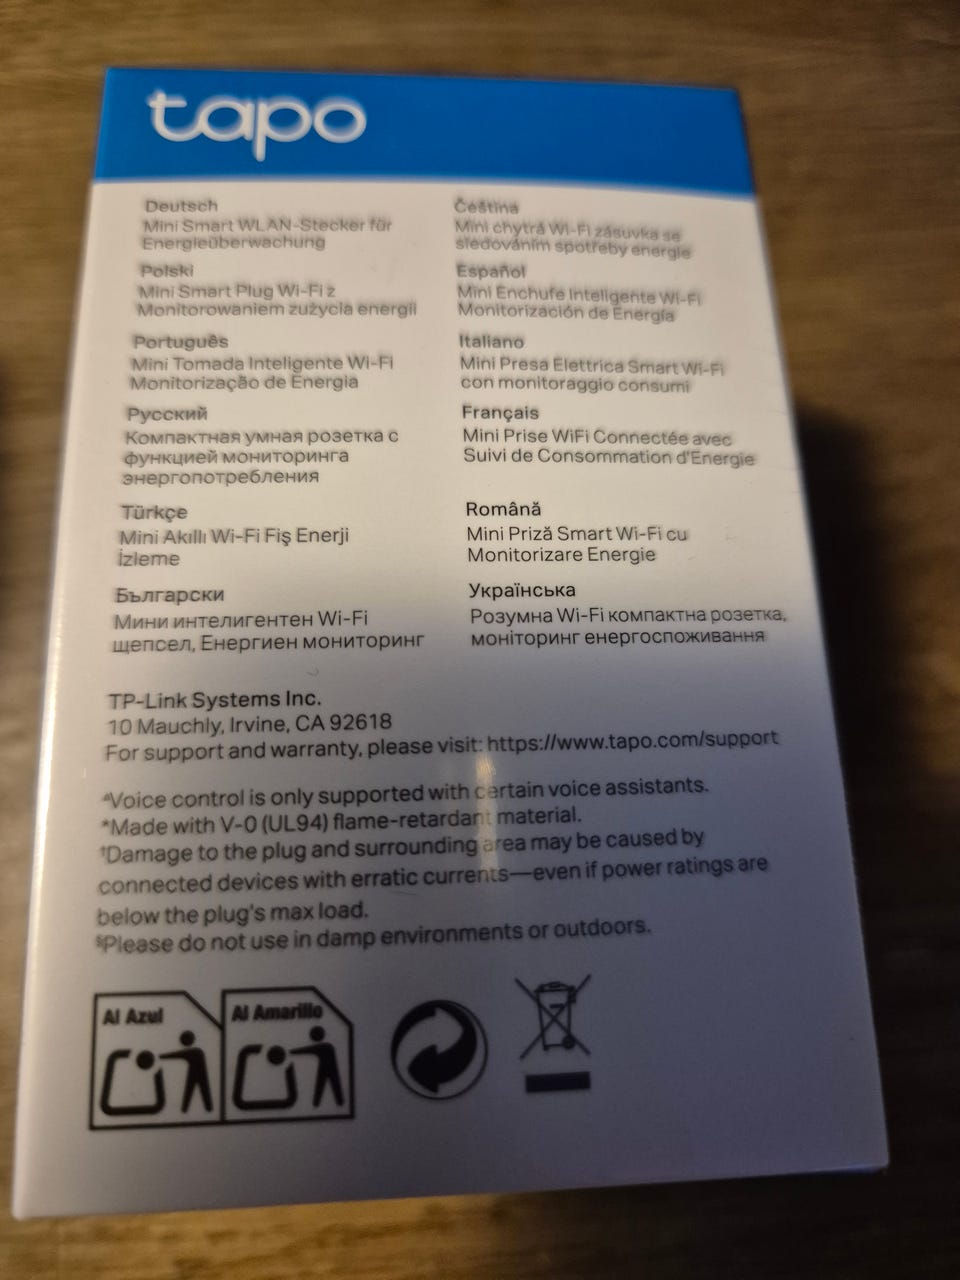 tapo
Deutsch
Mini Smart WLAN-Stecker für
Energieüberwachung
Polski
Mini Smart Plug Wi-Fi z
Monitorowaniem zużycia energii
Português
Mini Tomada Inteligente Wi-Fi
Monitorização de Energia
Русский
Компактная умная розетка с
функцией мониторинга
энергопотребления
Türkçe
Mini Akıllı Wi-Fi Fiş Enerji
İzleme
Български
Мини интелигентен Wi-Fi
щепсел, Енергиен мониторинг
Čeština
Mini chytrá Wi-Fi zásuvka se
sledováním spotřeby energie
Español
Mini Enchufe Inteligente Wi-Fi
Monitorización de Energía
Italiano
Mini Presa Elettrica Smart Wi-Fi
con monitoraggio consumi
Français
Mini Prise WiFi Connectée avec
Suivi de Consommation d'Energie
Română
Mini Priză Smart Wi-Fi cu
Monitorizare Energie
Українська
Розумна Wi-Fi компактна розетка,
моніторинг енергоспоживання
TP-Link Systems Inc.
10 Mauchly, Irvine, CA 92618
For support and warranty, please visit: https://www.tapo.com/support
▵Voice control is only supported with certain voice assistants.
*Made with V-0 (UL94) flame-retardant material.
†Damage to the plug and surrounding area may be caused by
connected devices with erratic currents—even if power ratings are
below the plug's max load.
§Please do not use in damp environments or outdoors.
Al Azul
Al Amarillo